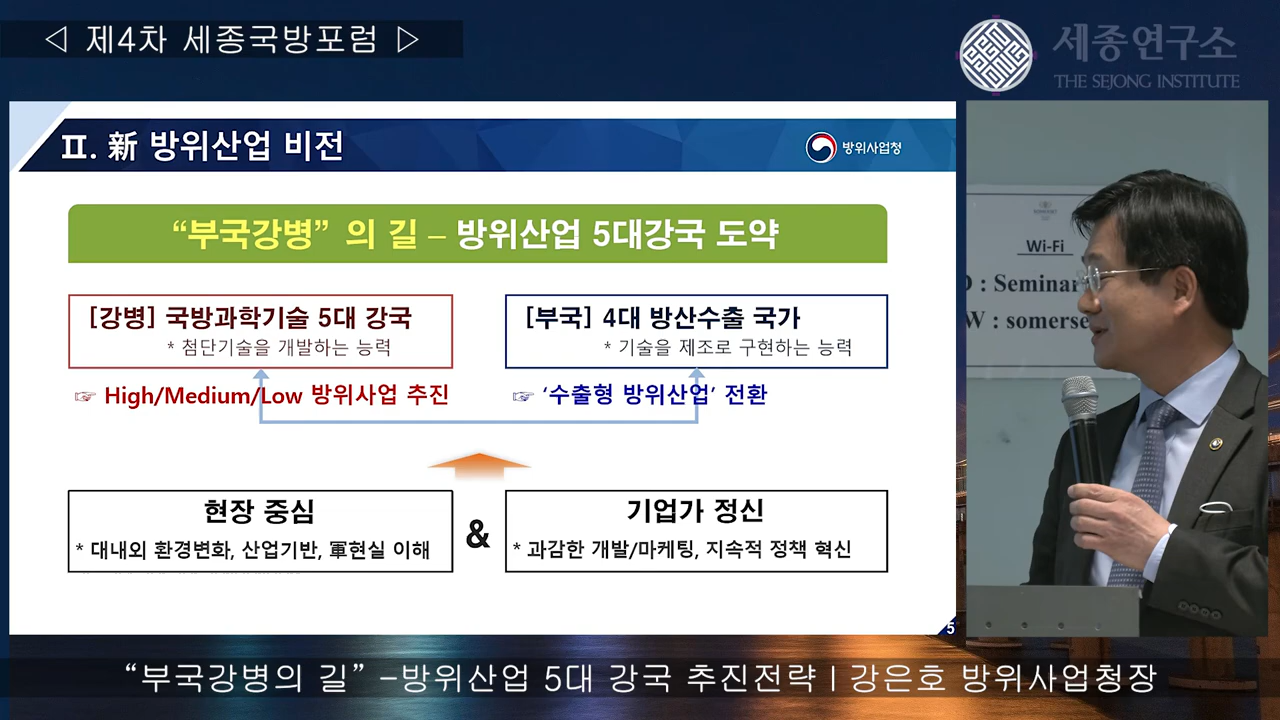 ◁ 제4차 세종국방포럼 ▷
세종연구소
THE SEJONG INSTITUTE
Ⅱ. 新 방위산업 비전
방위사업청
“부국강병” 의 길 – 방위산업 5대강국 도약
[강병] 국방과학기술 5대 강국
* 첨단기술을 개발하는 능력
☞ High/Medium/Low 방위사업 추진
[부국] 4대 방산수출 국가
* 기술을 제조로 구현하는 능력
☞ ‘수출형 방위산업’ 전환
현장 중심
* 대내외 환경변화, 산업기반, 軍현실 이해
&
기업가 정신
* 과감한 개발/마케팅, 지속적 정책 혁신
5
Wi-Fi
: Seminar
W : somerse
“부국강병의 길” -방위산업 5대 강국 추진전략 | 강은호 방위사업청장